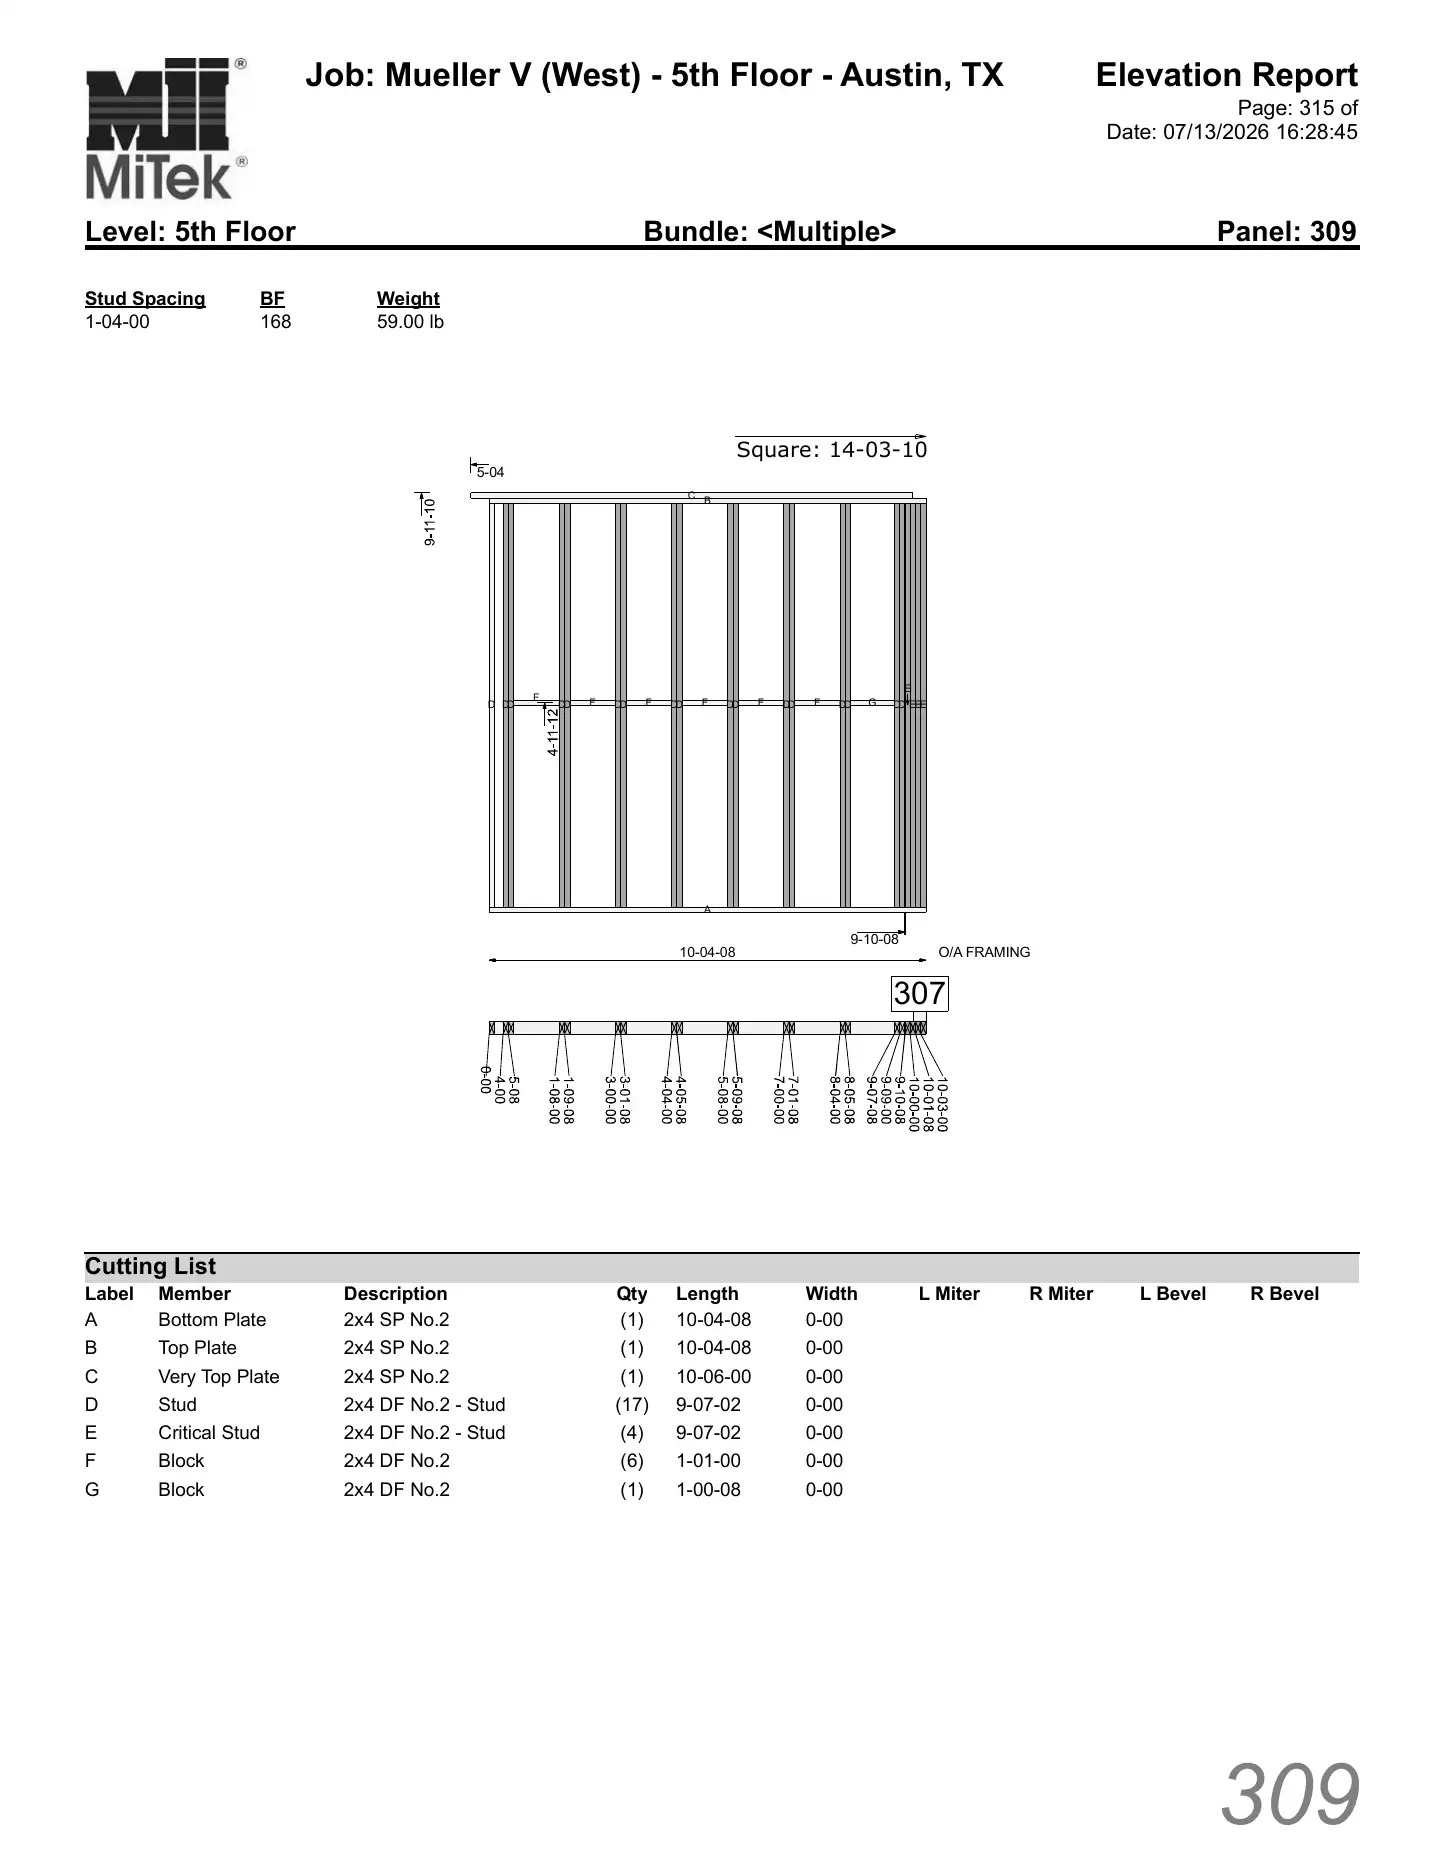 MiTek®
Job: Mueller V (West) - 5th Floor - Austin, TX
Elevation Report
Page: 315 of
Date: 07/13/2026 16:28:45
Level: 5th Floor Bundle: <Multiple> Panel: 309
Stud Spacing BF Weight
1-04-00 168 59.00 lb
Square: 14-03-10
5-04
9-11-10
C
B
E
F
D F F F F F G
4-11-12
A
9-10-08
10-04-08 O/A FRAMING
307
0-00
4-00
5-08
1-08-00
1-09-08
3-00-00
3-01-08
4-04-00
4-05-08
5-08-00
5-09-08
7-00-00
7-01-08
8-04-00
8-05-08
9-07-08
9-09-00
9-10-08
10-00-00
10-01-08
10-03-00
Cutting List
Label Member Description Qty Length Width L Miter R Miter L Bevel R Bevel
A Bottom Plate 2x4 SP No.2 (1) 10-04-08 0-00
B Top Plate 2x4 SP No.2 (1) 10-04-08 0-00
C Very Top Plate 2x4 SP No.2 (1) 10-06-00 0-00
D Stud 2x4 DF No.2 - Stud (17) 9-07-02 0-00
E Critical Stud 2x4 DF No.2 - Stud (4) 9-07-02 0-00
F Block 2x4 DF No.2 (6) 1-01-00 0-00
G Block 2x4 DF No.2 (1) 1-00-08 0-00
309